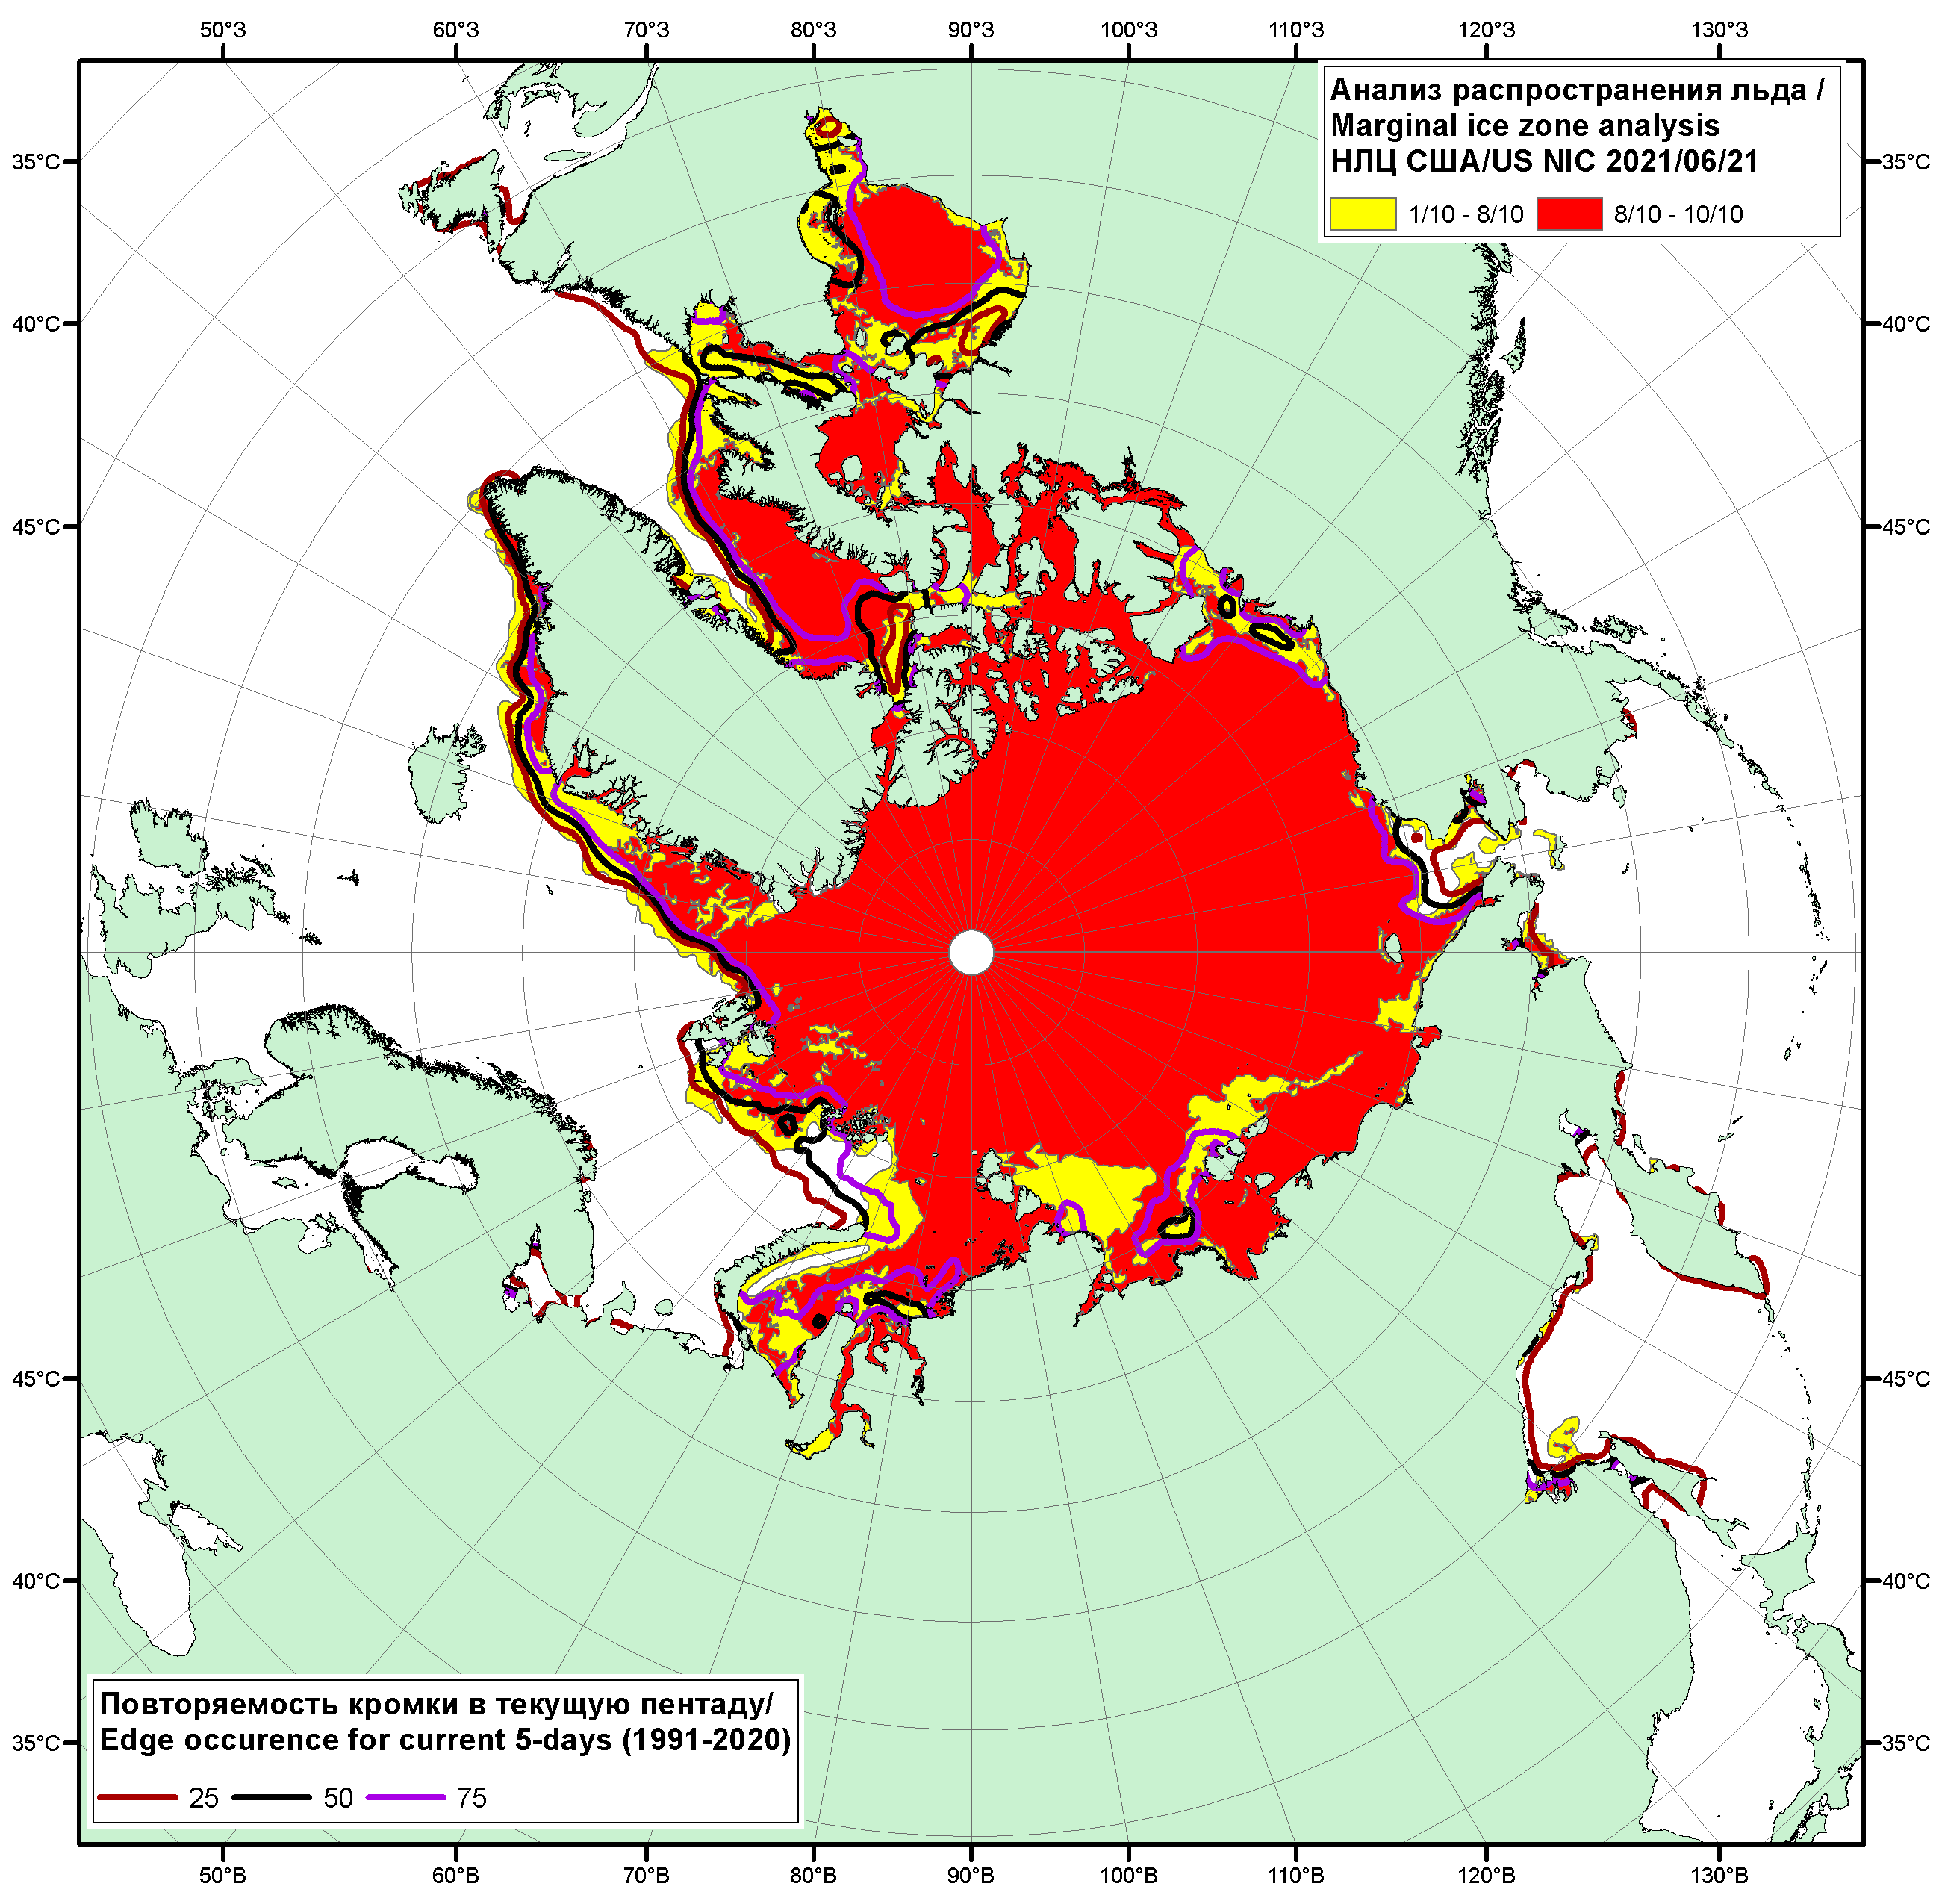 50°З 60°З 70°З 80°З 90°З 100°З 110°З 120°З 130°З
Анализ распространения льда /
Marginal ice zone analysis
НЛЦ США/US NIC 2021/06/21
1/10 - 8/10 8/10 - 10/10
35°С 35°С
40°С 40°С
45°С 45°С
45°С 45°С
40°С 40°С
35°С 35°С
Повторяемость кромки в текущую пентаду/
Edge occurence for current 5-days (1991-2020)
25 50 75
50°В 60°В 70°В 80°В 90°В 100°В 110°В 120°В 130°В